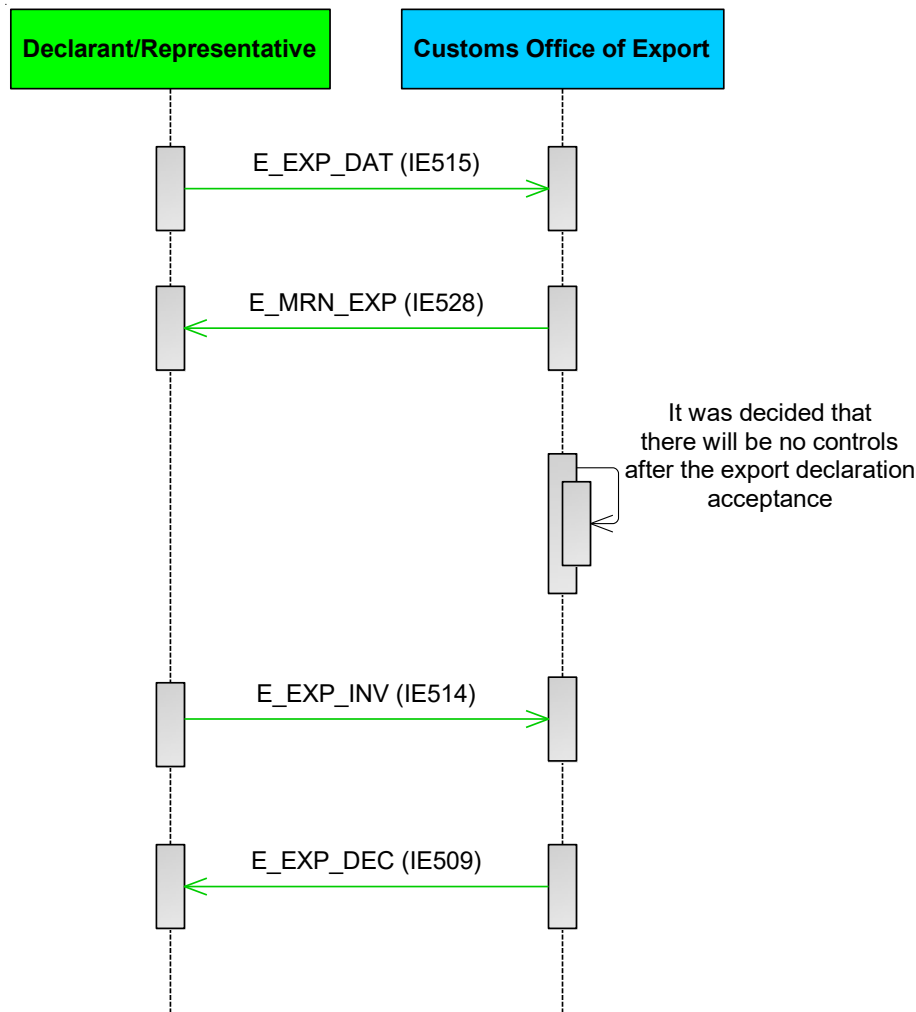 Declarant/Representative
Customs Office of Export
E_EXP_DAT (IE515)
E_MRN_EXP (IE528)
It was decided that
there will be no controls
after the export declaration
acceptance
E_EXP_INV (IE514)
E_EXP_DEC (IE509)